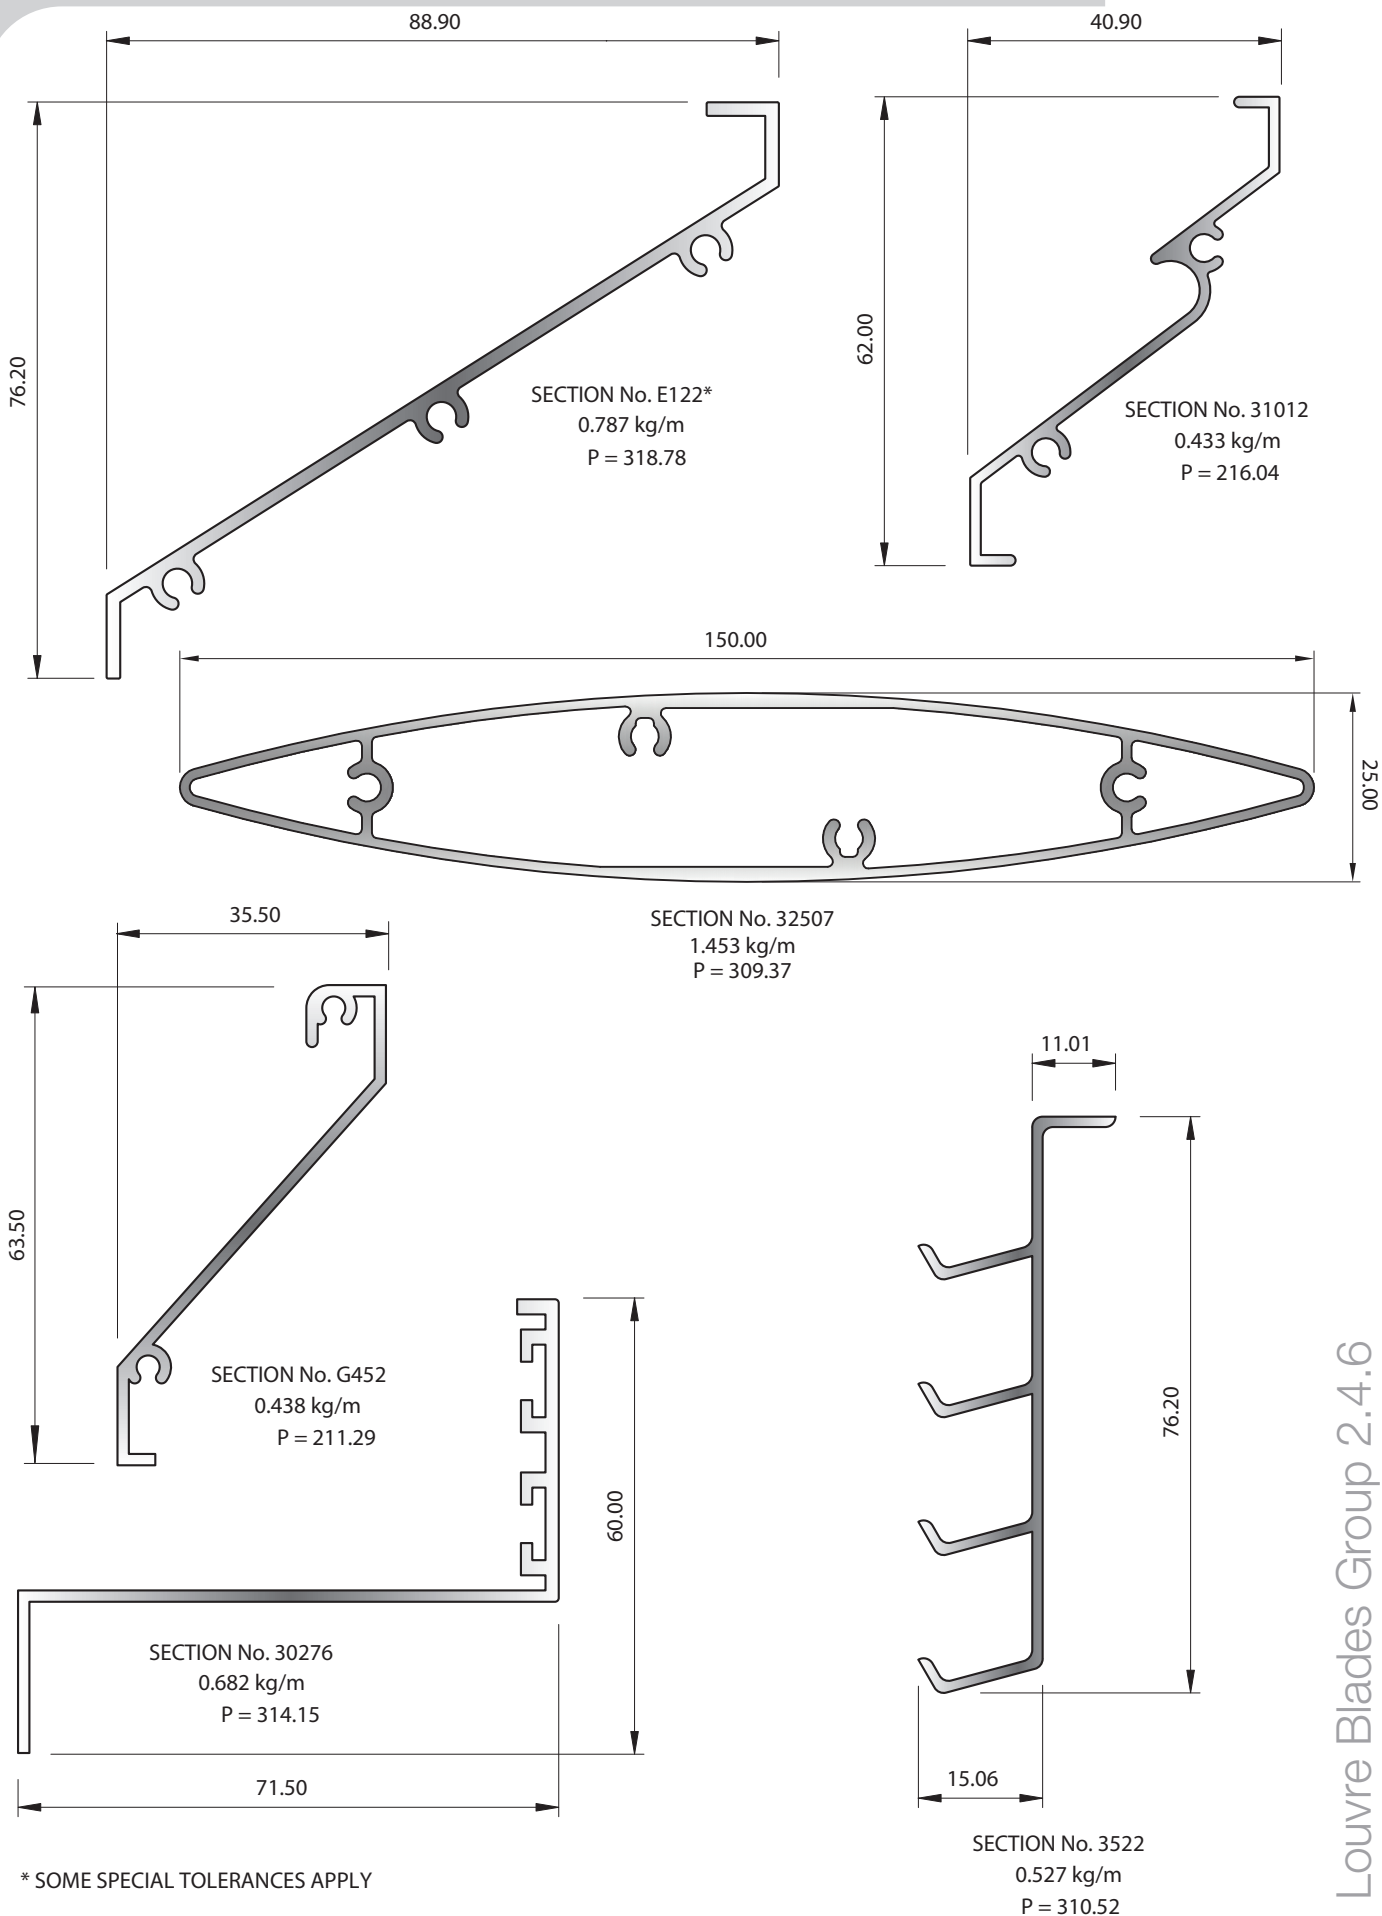 88.90
40.90
76.20
62.00
SECTION No. E122*
0.787 kg/m
P = 318.78
SECTION No. 31012
0.433 kg/m
P = 216.04
150.00
25.00
SECTION No. 32507
1.453 kg/m
P = 309.37
35.50
63.50
SECTION No. G452
0.438 kg/m
P = 211.29
11.01
76.20
60.00
SECTION No. 30276
0.682 kg/m
P = 314.15
71.50
15.06
SECTION No. 3522
0.527 kg/m
P = 310.52
* SOME SPECIAL TOLERANCES APPLY
Louvre Blades Group 2.4.6